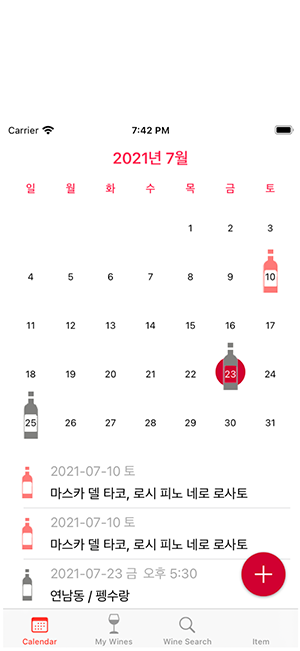 Carrier 7:42 PM
2021년 7월
일 월 화 수 목 금 토
1 2 3
4 5 6 7 8 9 10
11 12 13 14 15 16 17
18 19 20 21 22 23 24
25 26 27 28 29 30 31
2021-07-10 토
마스카 델 타코, 로시 피노 네로 로사토
2021-07-10 토
마스카 델 타코, 로시 피노 네로 로사토
2021-07-23 금 오후 5:30
연남동 / 펭수랑
Calendar My Wines Wine Search Item